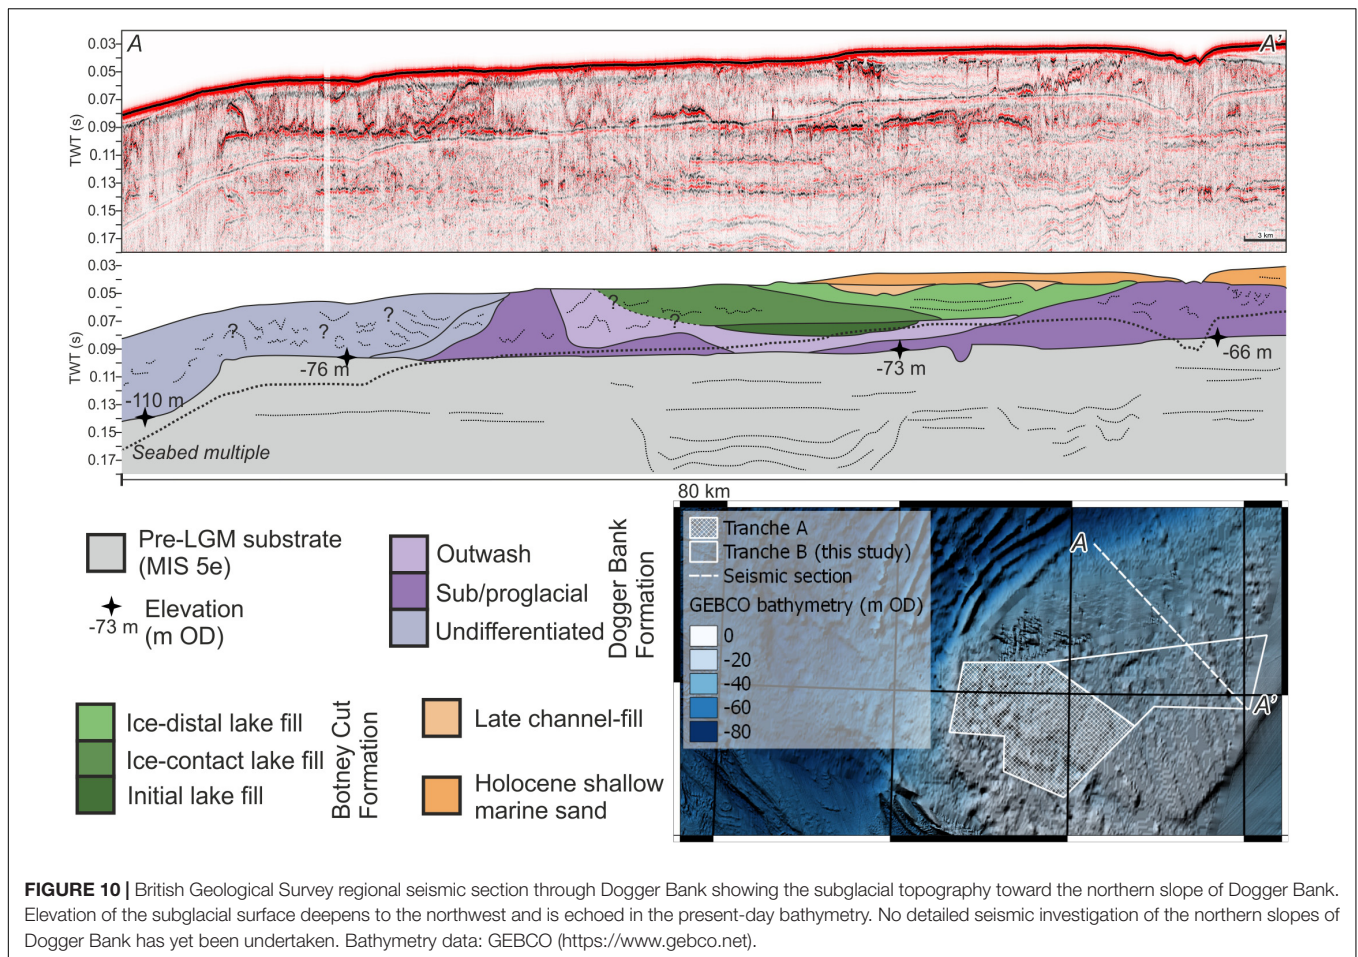 A
A'
0.03
0.05
0.07
0.09
0.11
0.13
0.15
0.17
TWT (s)
3 km
0.03
0.05
0.07
0.09
0.11
0.13
0.15
0.17
TWT (s)
?
?
?
?
?
-76 m
-110 m
-73 m
-66 m
Seabed multiple
80 km
Pre-LGM substrate
(MIS 5e)
Elevation
(m OD)
-73 m
Outwash
Sub/proglacial
Undifferentiated
Dogger Bank
Formation
Ice-distal lake fill
Ice-contact lake fill
Initial lake fill
Botney Cut
Formation
Late channel-fill
Holocene shallow
marine sand
Tranche A
Tranche B (this study)
Seismic section
GEBCO bathymetry (m OD)
0
-20
-40
-60
-80
A
A'
FIGURE 10 | British Geological Survey regional seismic section through Dogger Bank showing the subglacial topography toward the northern slope of Dogger Bank.
Elevation of the subglacial surface deepens to the northwest and is echoed in the present-day bathymetry. No detailed seismic investigation of the northern slopes of
Dogger Bank has yet been undertaken. Bathymetry data: GEBCO (https://www.gebco.net).